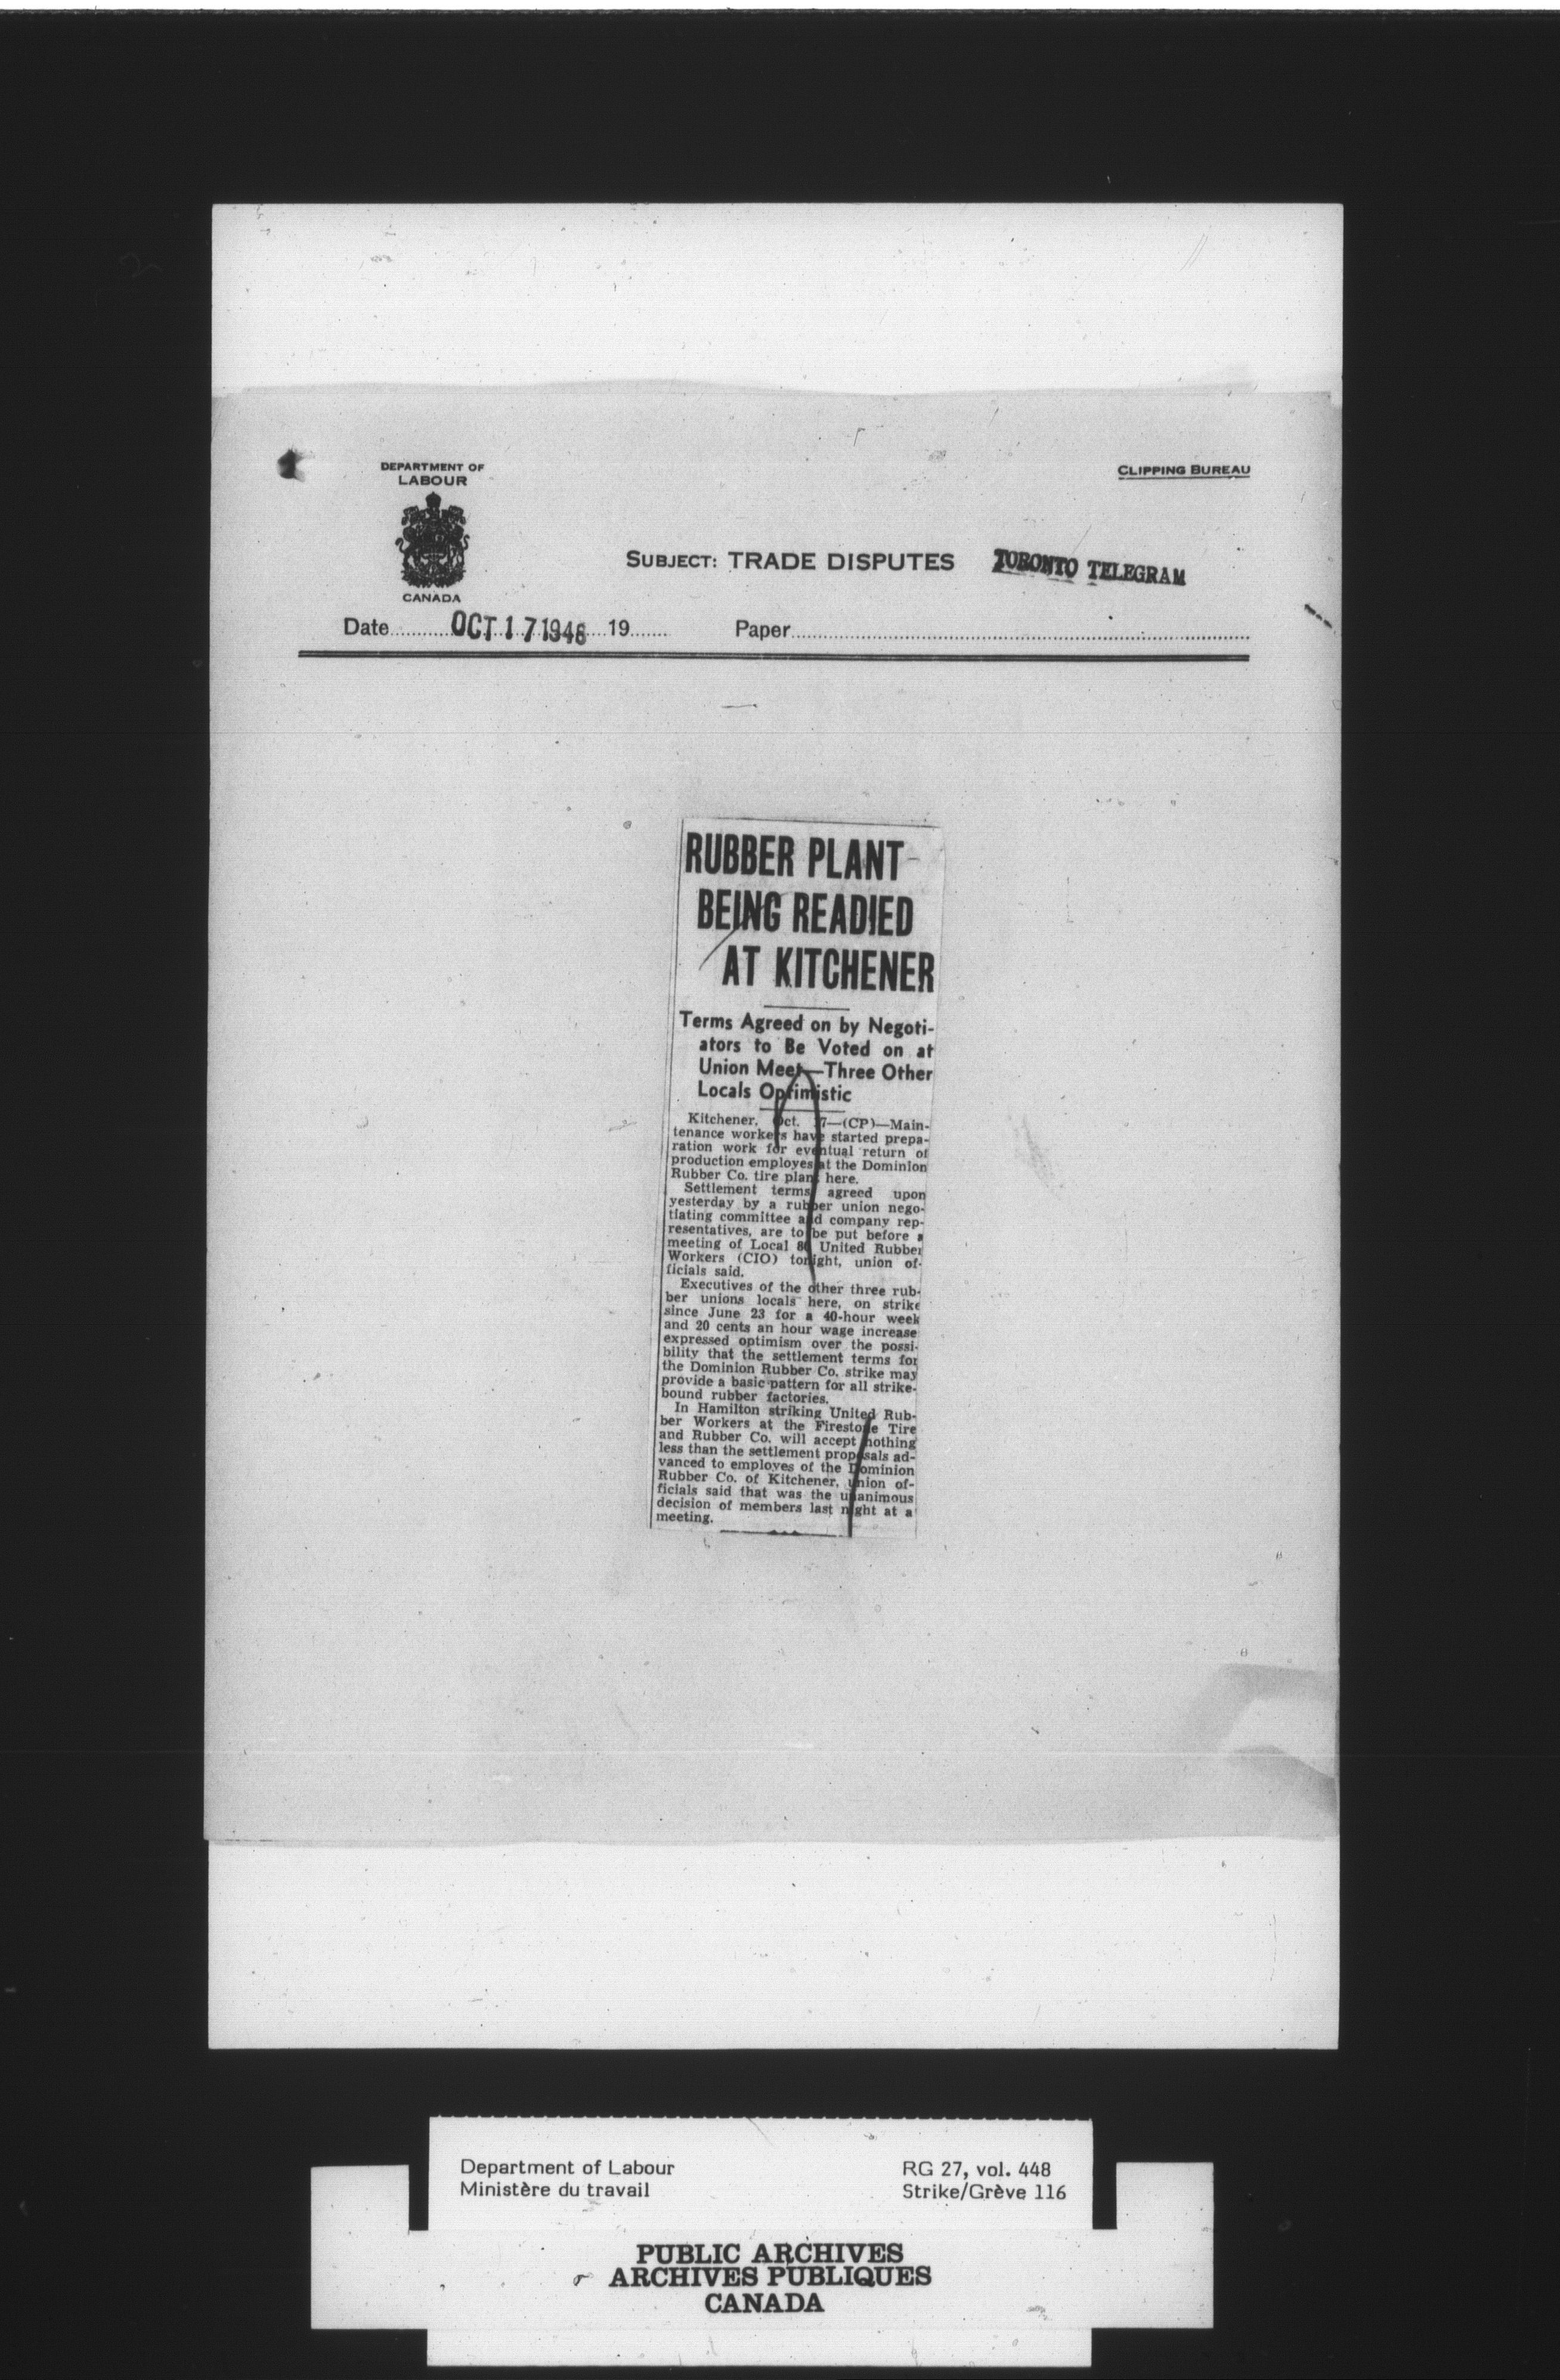 DEPARTMENT OF
LABOUR
CANADA
CLIPPING BUREAU
SUBJECT: TRADE DISPUTES TORONTO TELEGRAM
Date OCT 17 1946 19 Paper
RUBBER PLANT
BEING READIED
AT KITCHENER
Terms Agreed on by Negoti-
ators to Be Voted on at
Union Meet—Three Other
Locals Optimistic
Kitchener, Oct. 17—(CP)—Main-
tenance workers have started prepa-
ration work for eventual return of
production employes at the Dominion
Rubber Co. tire plant here.
Settlement terms agreed upon
yesterday by a rubber union nego-
tiating committee and company rep-
resentatives, are to be put before a
meeting of Local 80 United Rubber
Workers (CIO) tonight, union of-
ficials said.
Executives of the other three rub-
ber unions locals here, on strike
since June 23 for a 40-hour week
and 20 cents an hour wage increase
expressed optimism over the possi-
bility that the settlement terms for
the Dominion Rubber Co. strike may
provide a basic pattern for all strike-
bound rubber factories.
In Hamilton striking United Rub-
ber Workers at the Firestone Tire
and Rubber Co. will accept nothing
less than the settlement proposals ad-
vanced to employes of the Dominion
Rubber Co. of Kitchener, union of-
ficials said that was the unanimous
decision of members last night at a
meeting.
Department of Labour
Ministère du travail
RG 27, vol. 448
Strike/Grève 116
PUBLIC ARCHIVES
ARCHIVES PUBLIQUES
CANADA